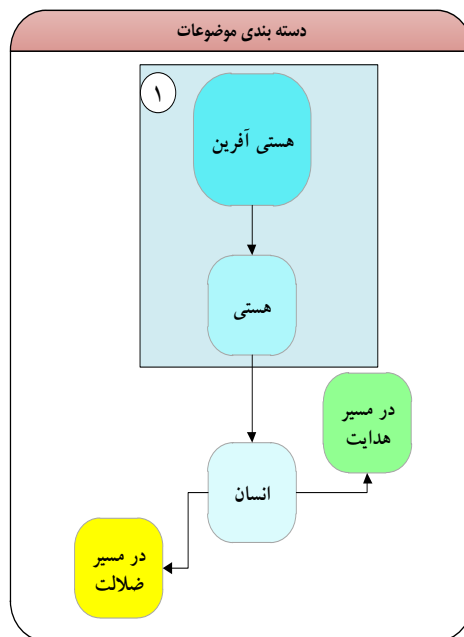 دسته بندی موضوعات
۱
هستی آفرین
هستی
در مسیر
هدایت
انسان
در مسیر
ضلالت